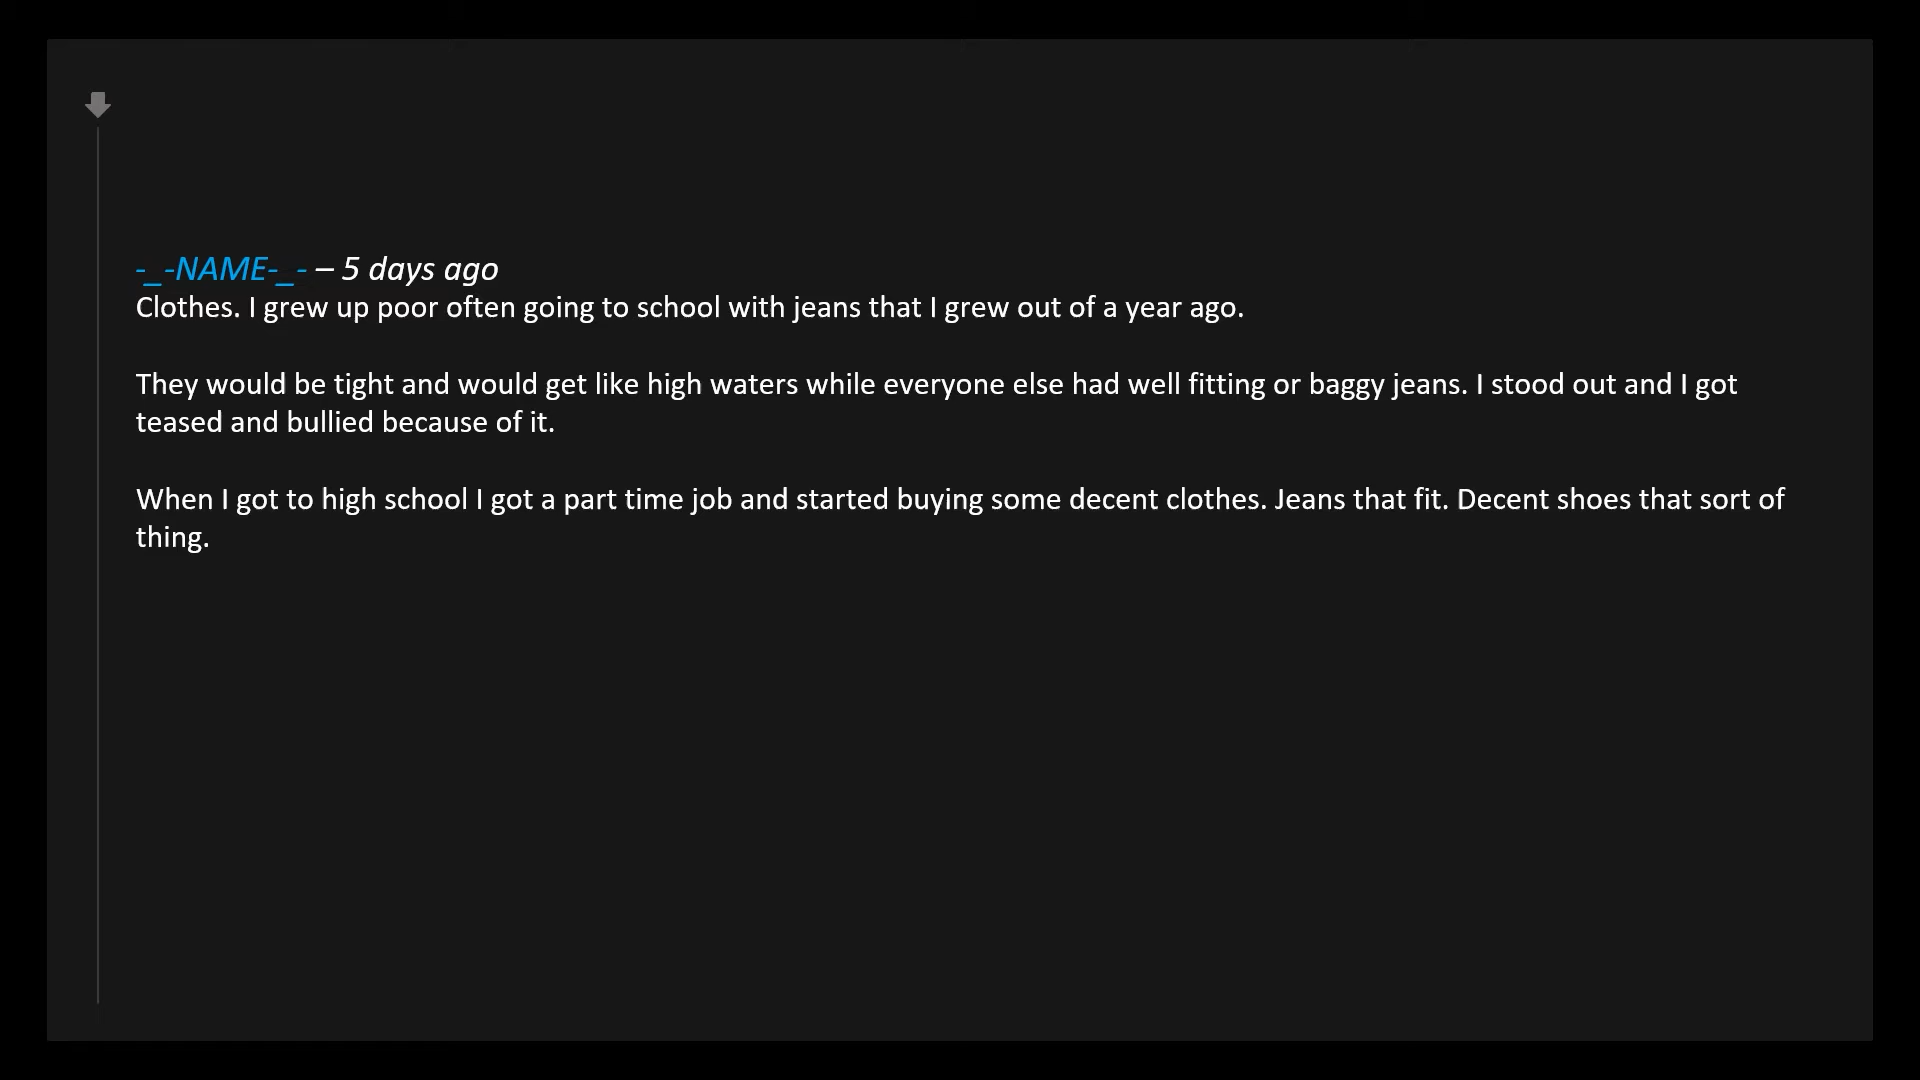 -_-NAME-_- – 5 days ago
Clothes. I grew up poor often going to school with jeans that I grew out of a year ago.
They would be tight and would get like high waters while everyone else had well fitting or baggy jeans. I stood out and I got
teased and bullied because of it.
When I got to high school I got a part time job and started buying some decent clothes. Jeans that fit. Decent shoes that sort of
thing.